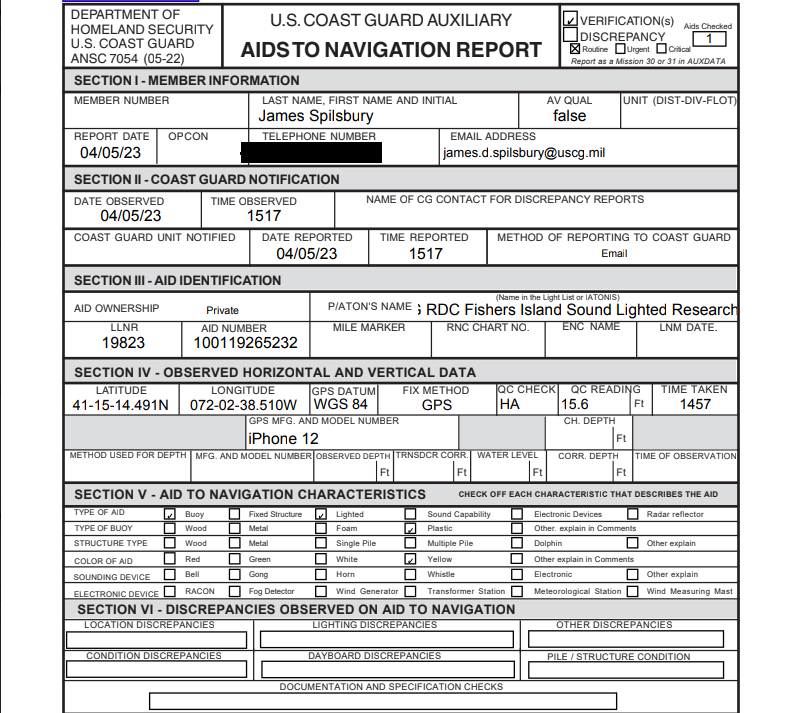 DEPARTMENT OF
HOMELAND SECURITY
U.S. COAST GUARD
ANSC 7054 (05-22)
U.S. COAST GUARD AUXILIARY
AIDS TO NAVIGATION REPORT
VERIFICATION(s)
DISCREPANCY
Routine Urgent Critical
Aids Checked
1
Report as a Mission 30 or 31 in AUXDATA
SECTION I - MEMBER INFORMATION
MEMBER NUMBER LAST NAME, FIRST NAME AND INITIAL AV QUAL UNIT (DIST-DIV-FLOT)
James Spilsbury false
REPORT DATE OPCON TELEPHONE NUMBER EMAIL ADDRESS
04/05/23 james.d.spilsbury@uscg.mil
SECTION II - COAST GUARD NOTIFICATION
DATE OBSERVED TIME OBSERVED NAME OF CG CONTACT FOR DISCREPANCY REPORTS
04/05/23 1517
COAST GUARD UNIT NOTIFIED DATE REPORTED TIME REPORTED METHOD OF REPORTING TO COAST GUARD
04/05/23 1517 Email
SECTION III - AID IDENTIFICATION
(Name in the Light List or IATONIS)
AID OWNERSHIP Private P/ATON'S NAME RDC Fishers Island Sound Lighted Research
LLNR AID NUMBER MILE MARKER RNC CHART NO. ENC NAME LNM DATE.
19823 100119265232
SECTION IV - OBSERVED HORIZONTAL AND VERTICAL DATA
LATITUDE LONGITUDE GPS DATUM FIX METHOD QC CHECK QC READING TIME TAKEN
41-15-14.491N 072-02-38.510W WGS 84 GPS HA 15.6 Ft 1457
GPS MFG. AND MODEL NUMBER CH. DEPTH
iPhone 12 Ft
METHOD USED FOR DEPTH MFG. AND MODEL NUMBER OBSERVED DEPTH TRNSDCR CORR. WATER LEVEL CORR. DEPTH TIME OF OBSERVATION
Ft Ft Ft Ft
SECTION V - AID TO NAVIGATION CHARACTERISTICS CHECK OFF EACH CHARACTERISTIC THAT DESCRIBES THE AID
TYPE OF AID Buoy Fixed Structure Lighted Sound Capability Electronic Devices Radar reflector
TYPE OF BUOY Wood Metal Foam Plastic Other. explain in Comments
STRUCTURE TYPE Wood Metal Single Pile Multiple Pile Dolphin Other explain
COLOR OF AID Red Green White Yellow Other explain in Comments
SOUNDING DEVICE Bell Gong Horn Whistle Electronic Other explain
ELECTRONIC DEVICE RACON Fog Detector Wind Generator Transformer Station Meteorological Station Wind Measuring Mast
SECTION VI - DISCREPANCIES OBSERVED ON AID TO NAVIGATION
LOCATION DISCREPANCIES LIGHTING DISCREPANCIES OTHER DISCREPANCIES
CONDITION DISCREPANCIES DAYBOARD DISCREPANCIES PILE / STRUCTURE CONDITION
DOCUMENTATION AND SPECIFICATION CHECKS